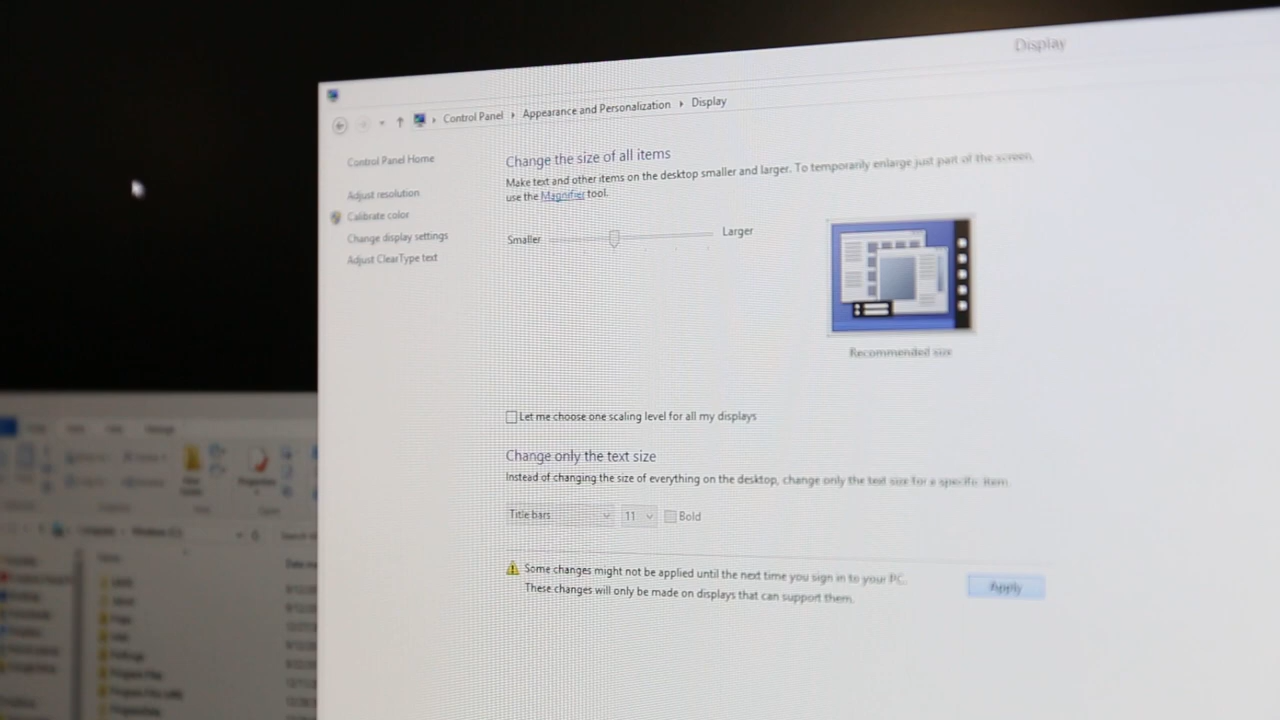 Display
Control Panel
Appearance and Personalization
Display
Control Panel Home
Adjust resolution
Calibrate color
Change display settings
Adjust ClearType text
Change the size of all items
Make text and other items on the desktop smaller and larger. To temporarily enlarge just part of the screen,
use the Magnifier tool.
Smaller
Larger
Recommended size
Let me choose one scaling level for all my displays
Change only the text size
Instead of changing the size of everything on the desktop, change only the text size for a specific item.
Title bars
11
Bold
Some changes might not be applied until the next time you sign in to your PC.
These changes will only be made on displays that can support them.
Apply